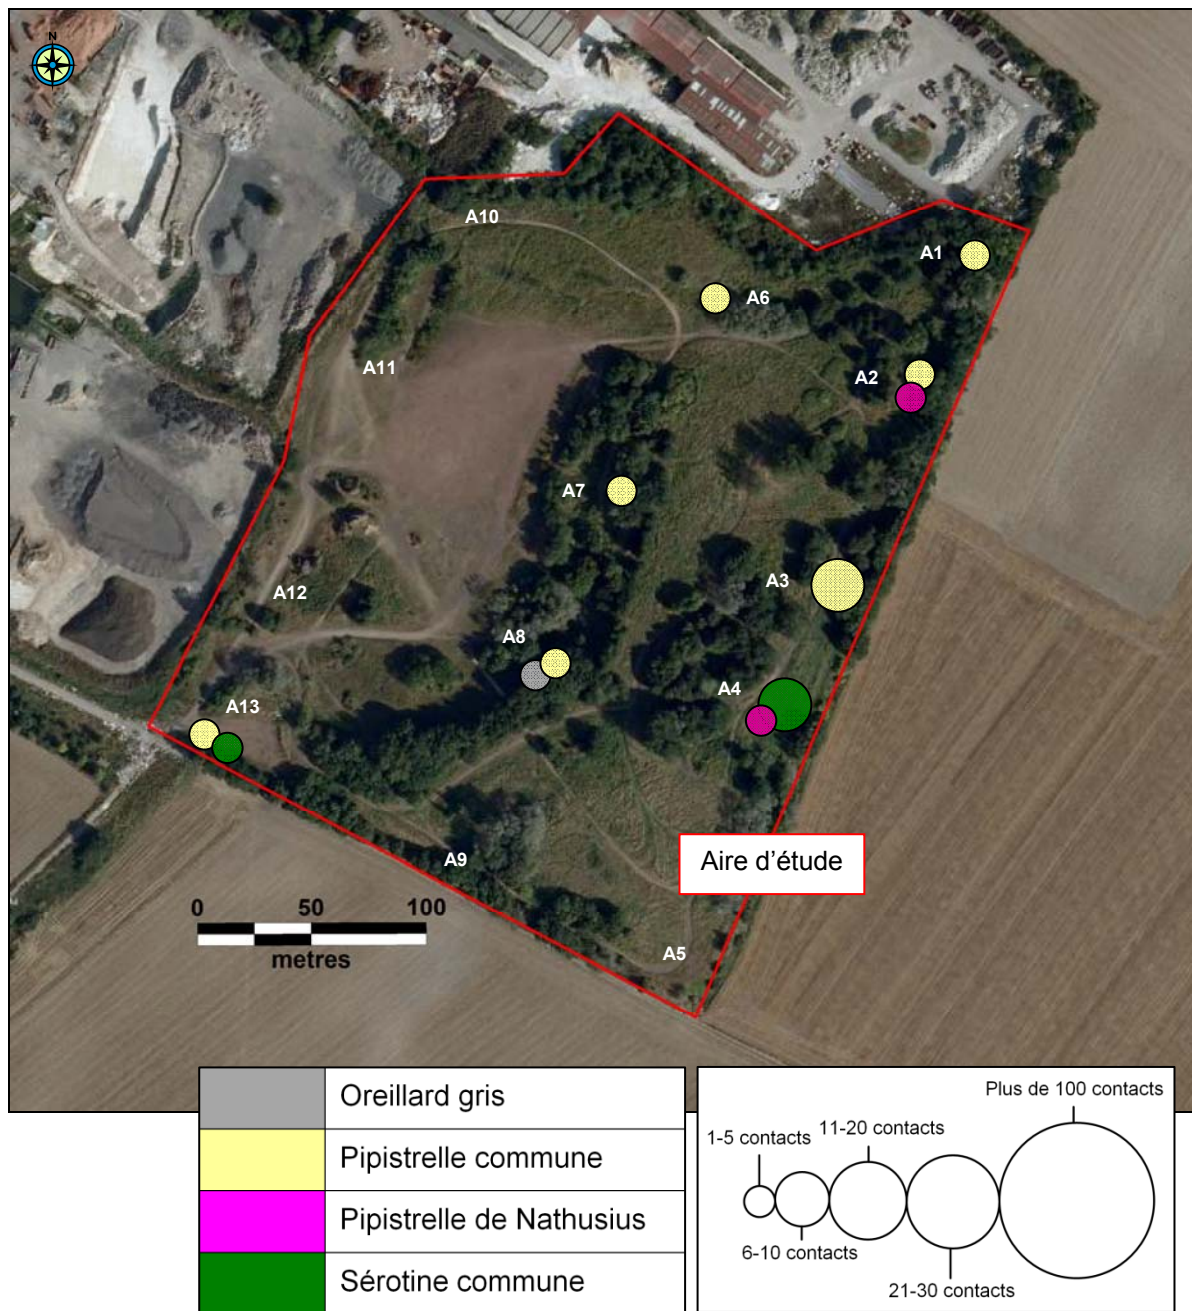 N
A10
A1
A6
A11
A2
A7
A3
A12
A8
A4
A13
Aire d'étude
A9
0 50 100
metres
A5
Oreillard gris
Pipistrelle commune
Pipistrelle de Nathusius
Sérotine commune
Plus de 100 contacts
11-20 contacts
1-5 contacts
6-10 contacts
21-30 contacts